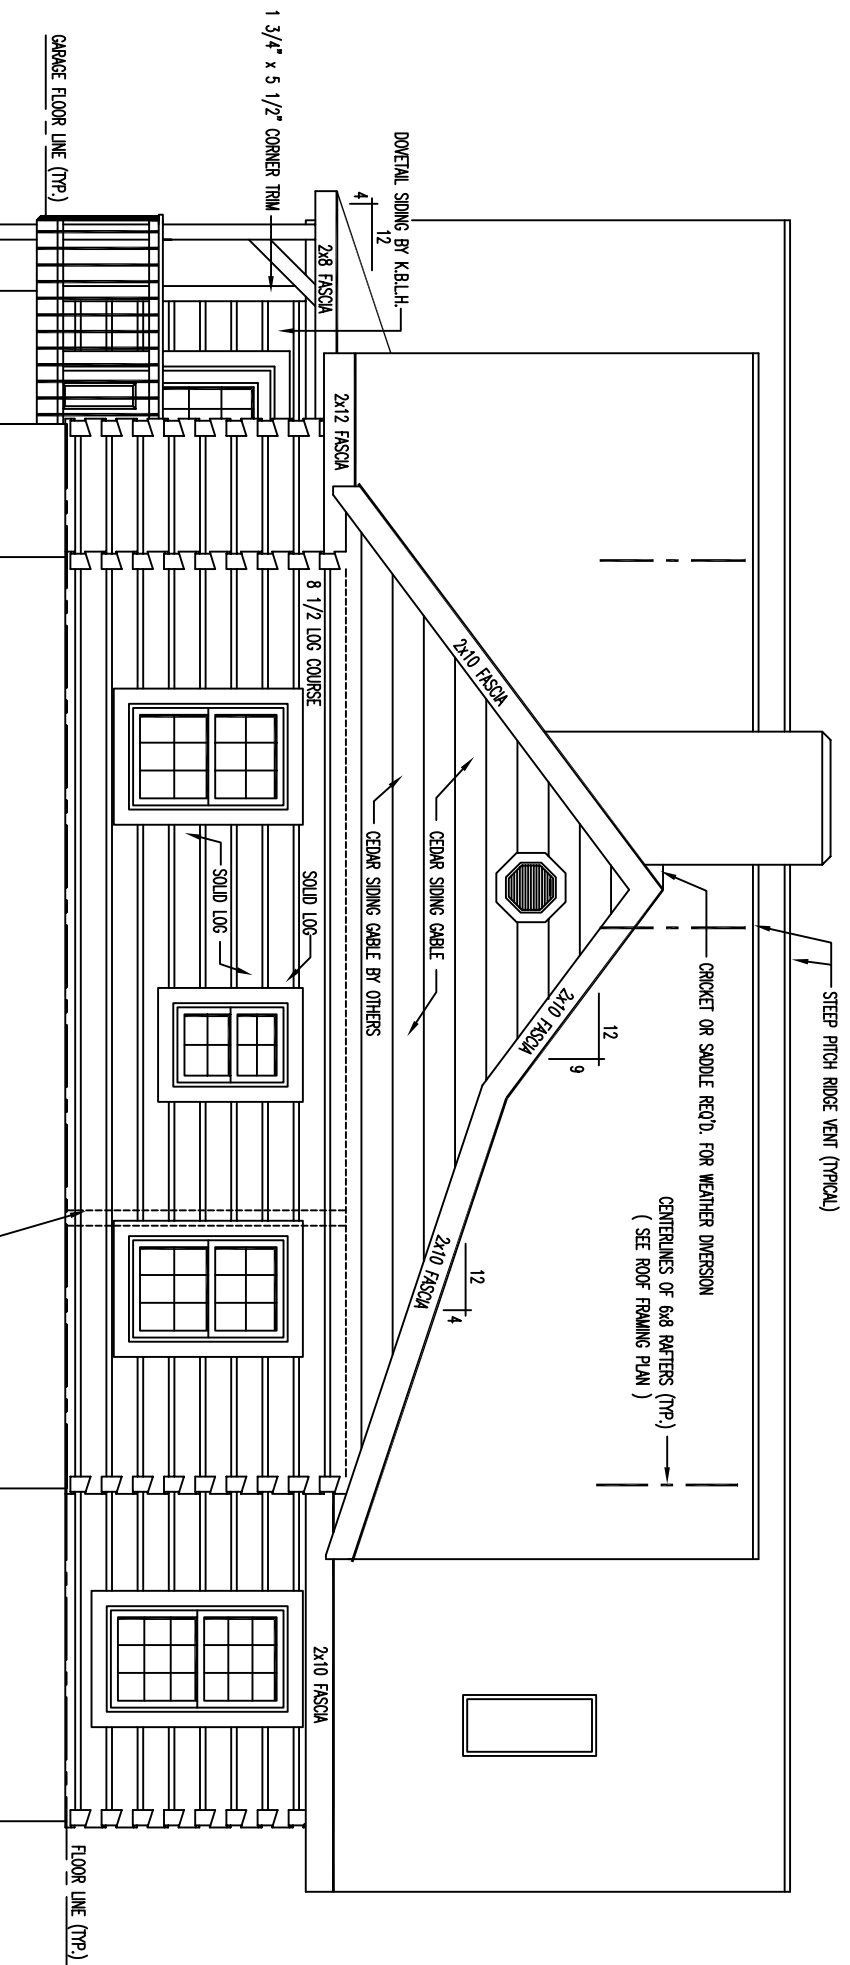 STEEP PITCH RIDGE VENT (TYPICAL)
CRICKET OR SADDLE REQ'D. FOR WEATHER DIVERSION
CENTERLINES OF 6x8 RAFTERS (TYP.)
( SEE ROOF FRAMING PLAN )
12
9
2x10 FASCIA
2x10 FASCIA
12
4
2x10 FASCIA
CEDAR SIDING GABLE
CEDAR SIDING GABLE BY OTHERS
DOVETAIL SIDING BY K.B.L.H.
12
4
2x8 FASCIA
2x12 FASCIA
2x10 FASCIA
8 1/2 LOG COURSE
SOLID LOG
SOLID LOG
1 3/4" x 5 1/2" CORNER TRIM
GARAGE FLOOR LINE (TYP.)
FLOOR LINE (TYP.)